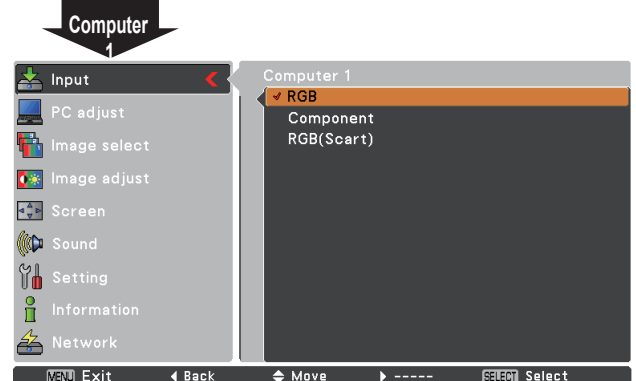 Computer
1
Input
PC adjust
Image select
Image adjust
Screen
Sound
Setting
Information
Network
Computer 1
RGB
Component
RGB(Scart)
MENU Exit ◀ Back Move ▶ ----- SELECT Select